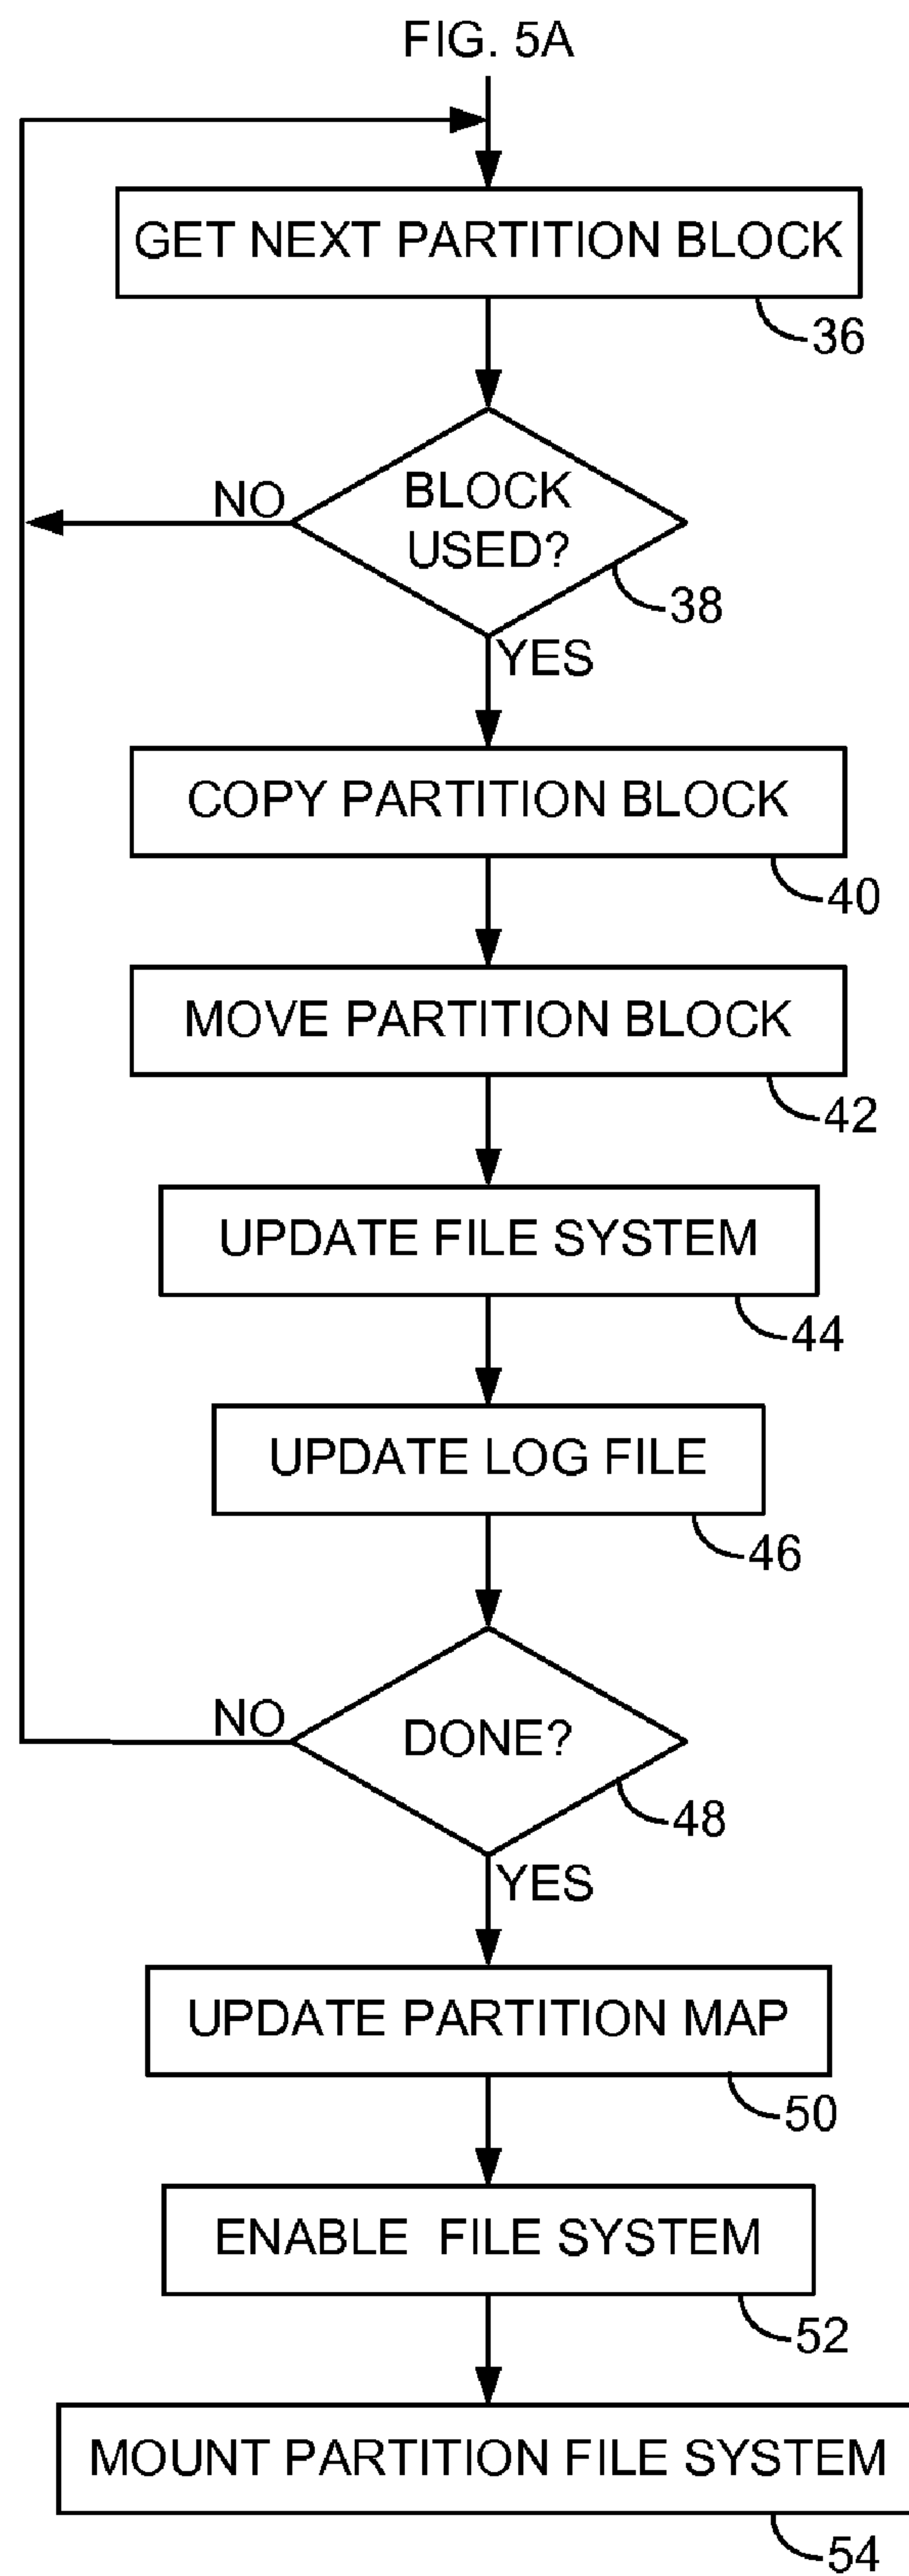 FIG. 5A
GET NEXT PARTITION BLOCK
36
NO
BLOCK
USED?
38
YES
COPY PARTITION BLOCK
40
MOVE PARTITION BLOCK
42
UPDATE FILE SYSTEM
44
UPDATE LOG FILE
46
NO
DONE?
48
YES
UPDATE PARTITION MAP
50
ENABLE FILE SYSTEM
52
MOUNT PARTITION FILE SYSTEM
54